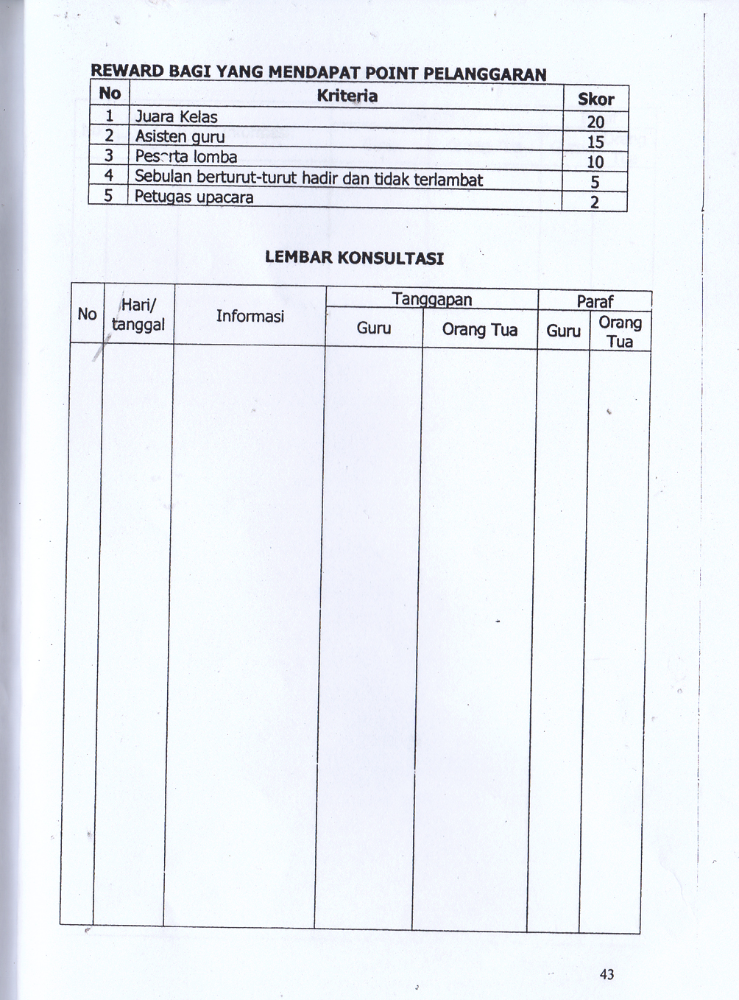 REWARD BAGI YANG MENDAPAT POINT PELANGGARAN
No Kriteria Skor
1 Juara Kelas 20
2 Asisten guru 15
3 Peserta lomba 10
4 Sebulan berturut-turut hadir dan tidak terlambat 5
5 Petugas upacara 2
LEMBAR KONSULTASI
No Hari/ tanggal Informasi Tanggapan Paraf
Guru Orang Tua Guru Orang Tua
43